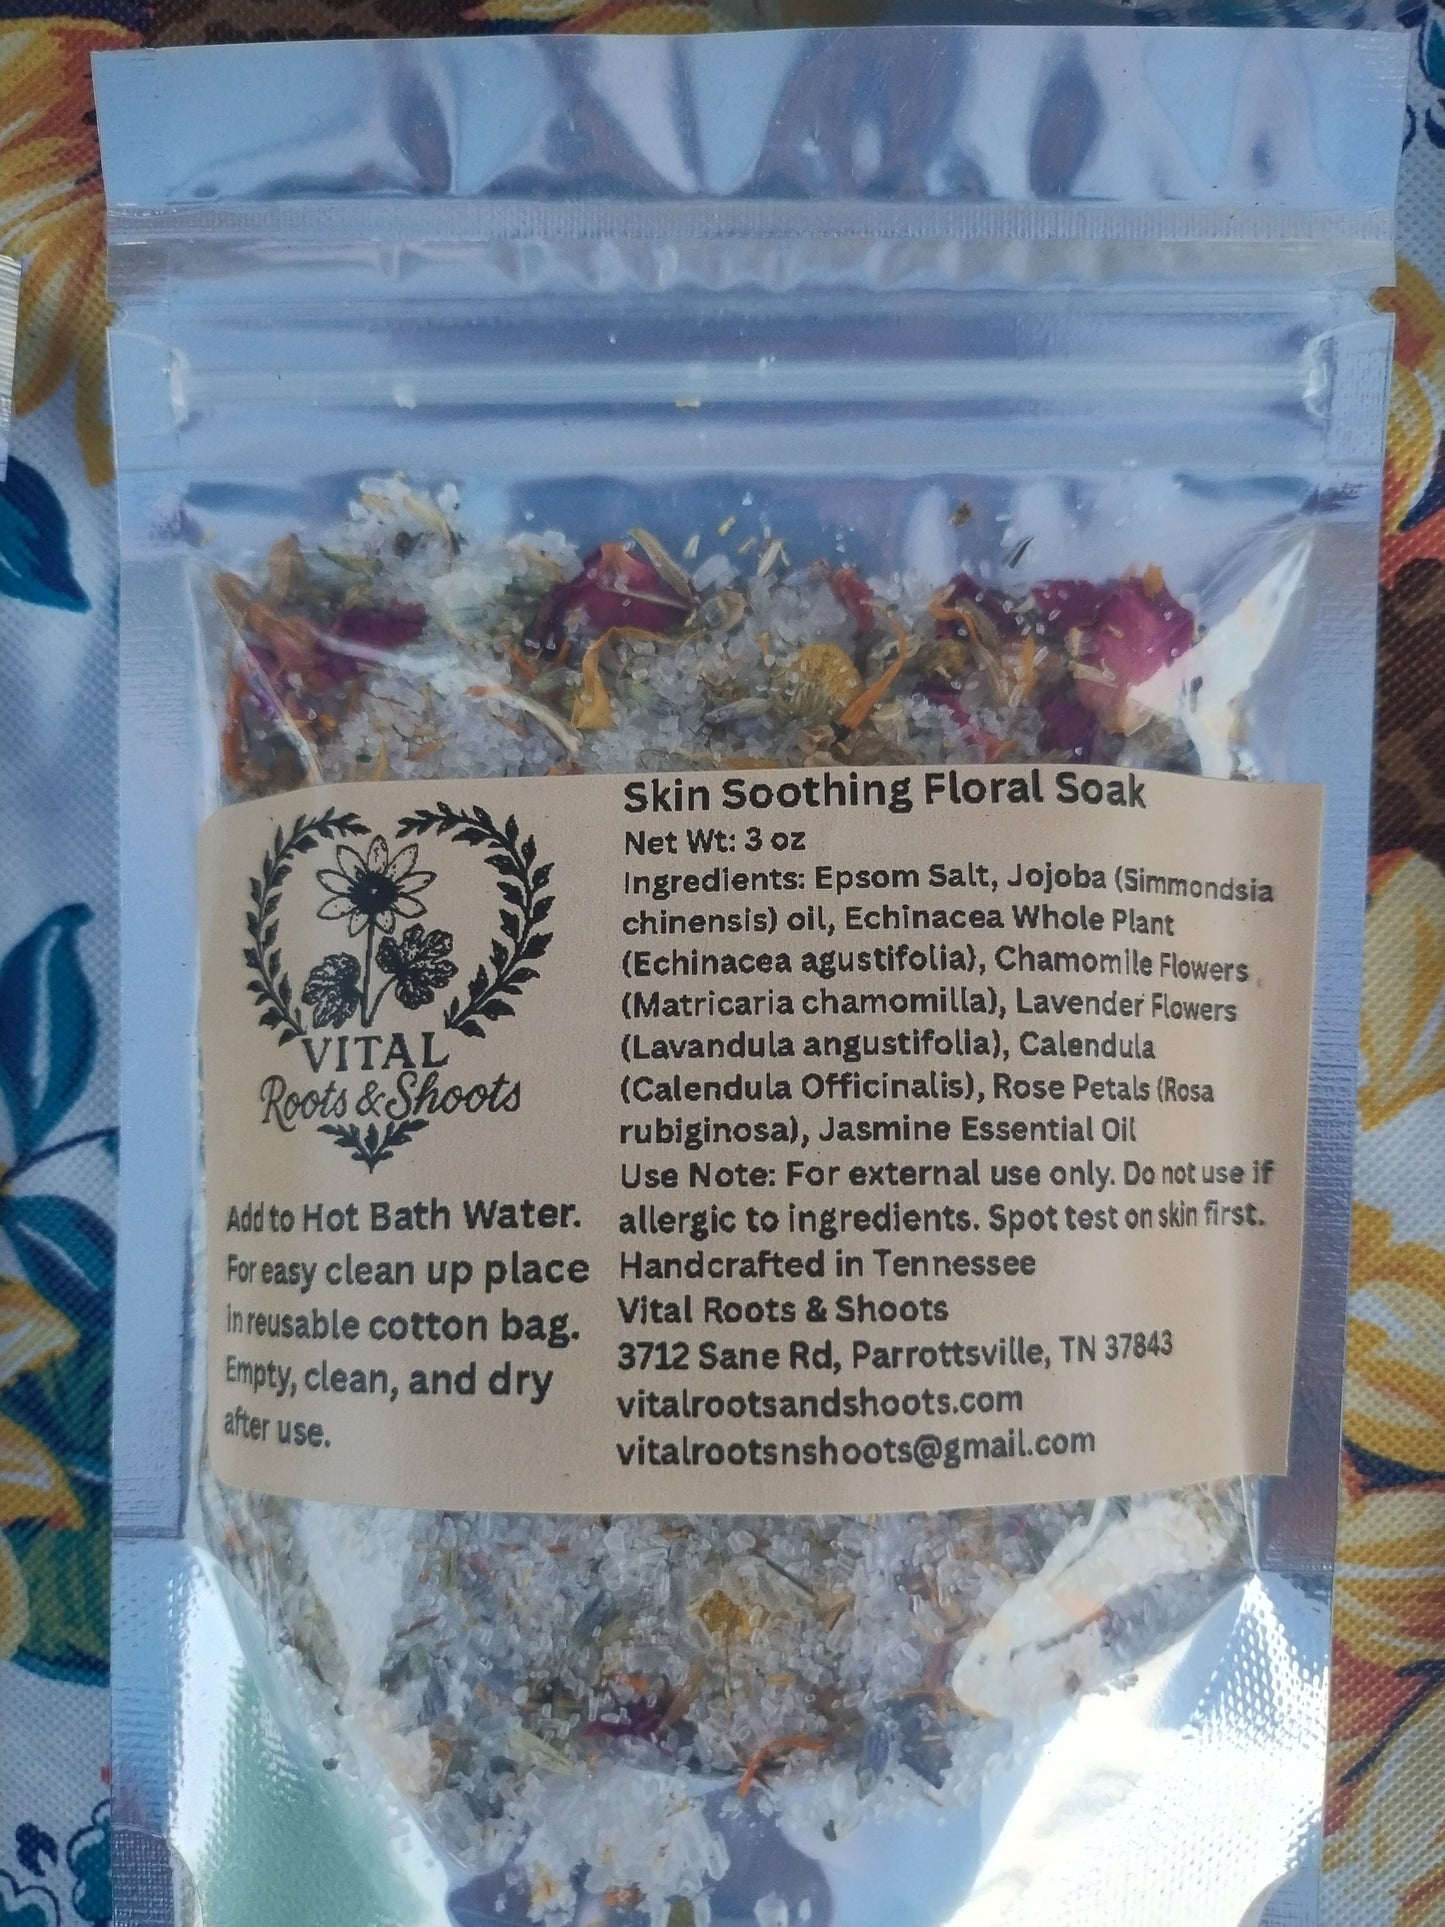 VITAL
Roots & Shoots
Add to Hot Bath Water.
For easy clean up place
in reusable cotton bag.
Empty, clean, and dry
after use.
Skin Soothing Floral Soak
Net Wt: 3 oz
Ingredients: Epsom Salt, Jojoba (Simmondsia
chinensis) oil, Echinacea Whole Plant
(Echinacea agustifolia), Chamomile Flowers
(Matricaria chamomilla), Lavender Flowers
(Lavandula angustifolia), Calendula
(Calendula Officinalis), Rose Petals (Rosa
rubiginosa), Jasmine Essential Oil
Use Note: For external use only. Do not use if
allergic to ingredients. Spot test on skin first.
Handcrafted in Tennessee
Vital Roots & Shoots
3712 Sane Rd, Parrottsville, TN 37843
vitalrootsandshoots.com
vitalrootsnshoots@gmail.com